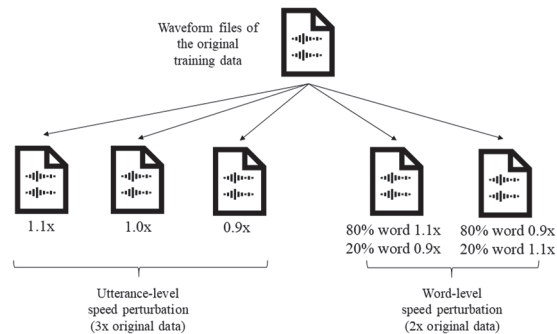 Waveform files of
the original
training data
1.1x
1.0x
0.9x
80% word 1.1x
20% word 0.9x
80% word 0.9x
20% word 1.1x
Utterance-level
speed perturbation
(3x original data)
Word-level
speed perturbation
(2x original data)